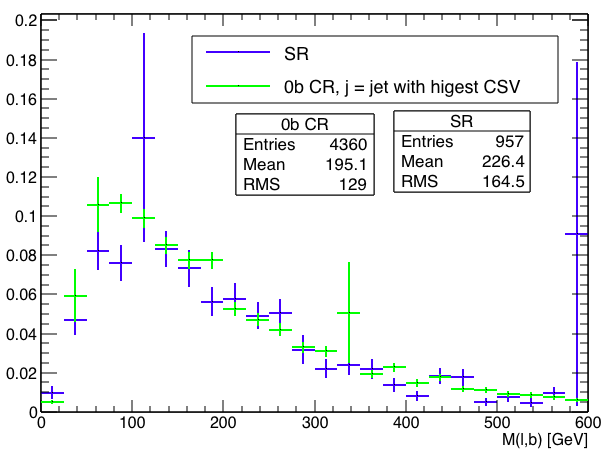 0.2
0.18
0.16
0.14
0.12
0.1
0.08
0.06
0.04
0.02
0
SR
0b CR, j = jet with higest CSV
0b CR
Entries 4360
Mean 195.1
RMS 129
SR
Entries 957
Mean 226.4
RMS 164.5
0 100 200 300 400 500 600
M(l,b) [GeV]